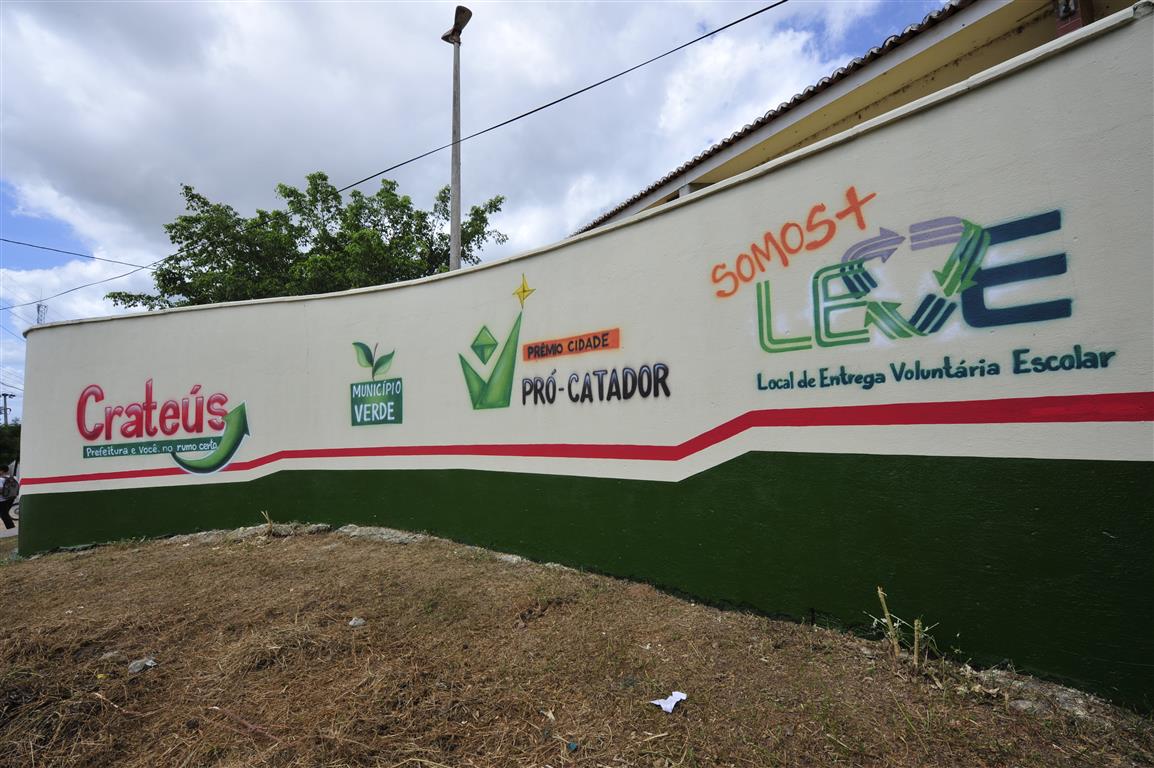 Crateús
Prefeitura e Você. no rumo certo
MUNICÍPIO
VERDE
PRÊMIO CIDADE
PRÓ-CATADOR
SOMOS+
LEVE
Local de Entrega Voluntária Escolar